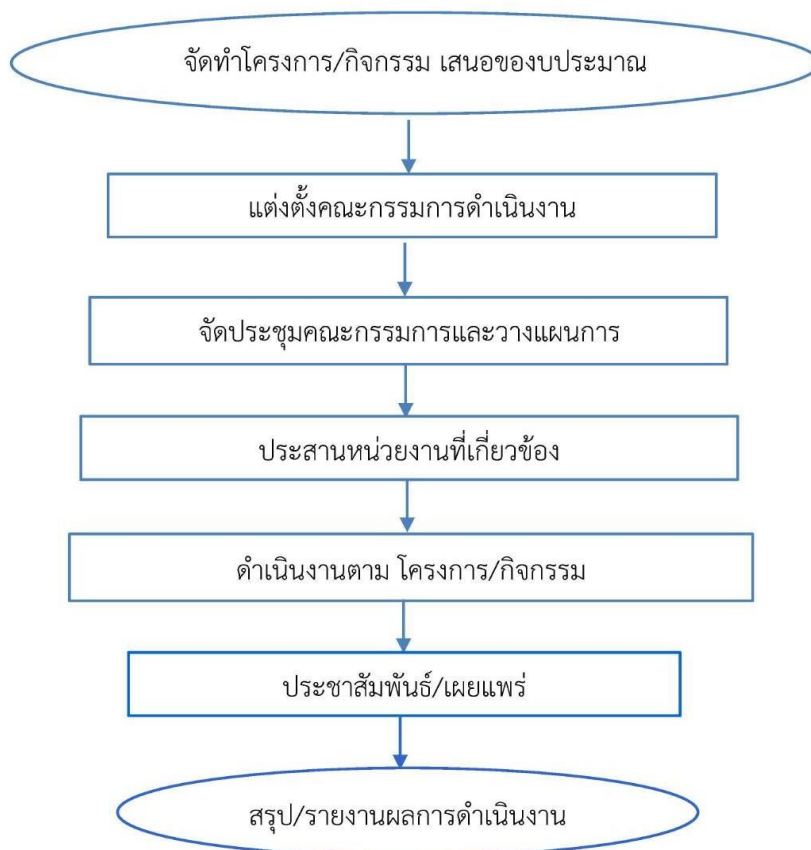 จัดทำโครงการ/กิจกรรม เสนอของบประมาณ
แต่งตั้งคณะกรรมการดำเนินงาน
จัดประชุมคณะกรรมการและวางแผนการ
ประสานหน่วยงานที่เกี่ยวข้อง
ดำเนินงานตาม โครงการ/กิจกรรม
ประชาสัมพันธ์/เผยแพร่
สรุป/รายงานผลการดำเนินงาน